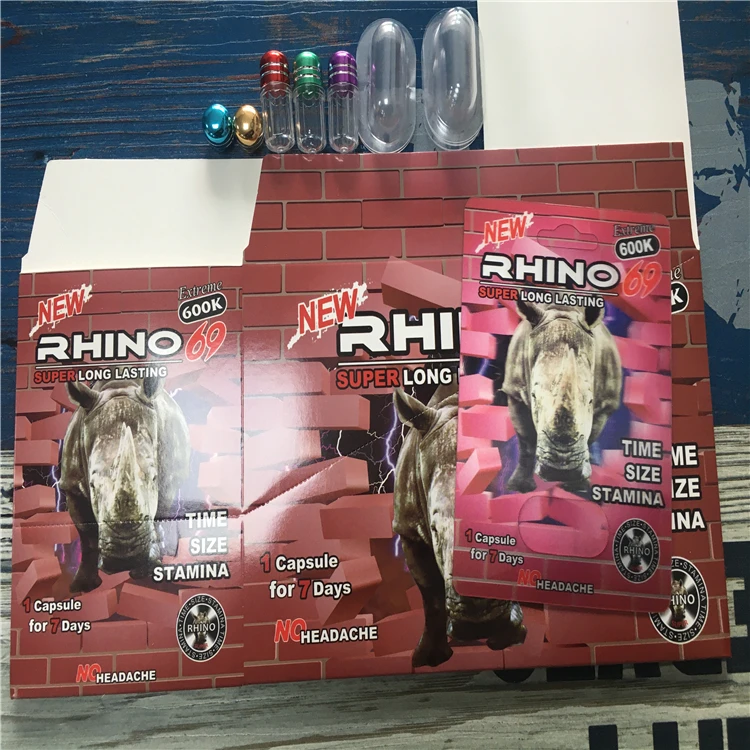 NEW
Extreme
600K
RHINO 69
SUPER LONG LASTING
TIME
SIZE
STAMINA
1 Capsule
for 7 Days
RHINO
NO HEADACHE
NEW
RHI
SUPER LONG L
1 Capsule
for 7 Days
NO HEADACHE
NEW
Extreme
600K
RHINO 69
SUPER LONG LASTING
TIME
SIZE
STAMINA
1 Capsule
for 7 Days
RHINO
NO HEADACHE
ME
IZE
MINA
HINO